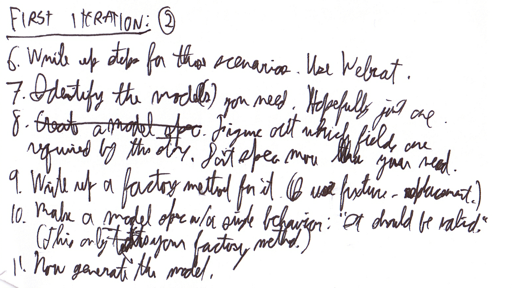 FIRST ITERATION: 2
6. Write up steps for those scenarios. Use Webrat.
7. Identify the model(s) you need. Hopefully just one.
8. Create a model spec. Figure out which fields are
required by the story. Don't spec more than you need.
9. Write up a factory method for it. (6 use fixture-replacement.)
10. Make a model spec w/a single behavior: "It should be valid."
(This only tests your factory method.)
11. Now generate the model.